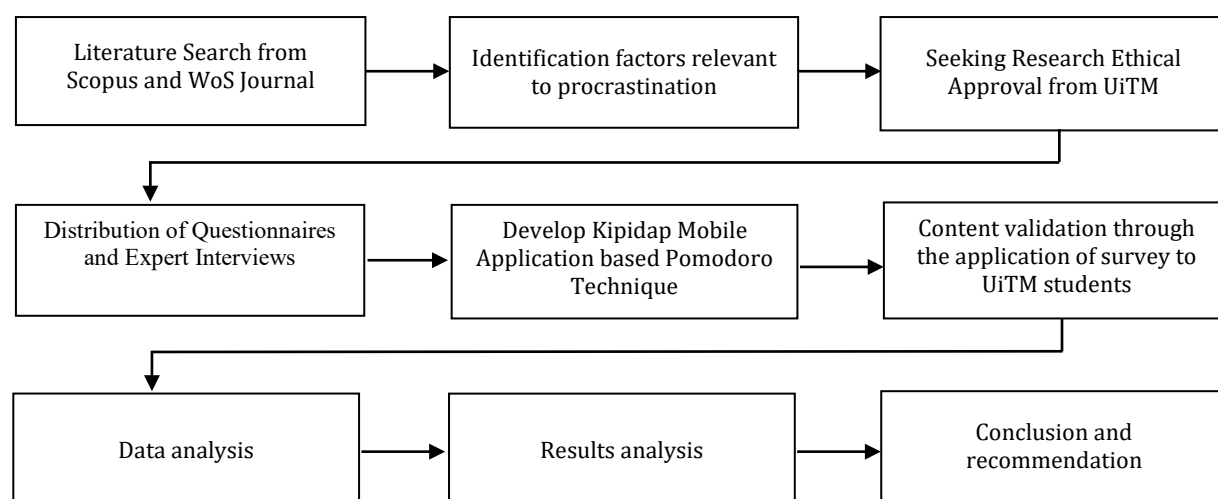 Literature Search from
Scopus and WoS Journal
Identification factors relevant
to procrastination
Seeking Research Ethical
Approval from UiTM
Distribution of Questionnaires
and Expert Interviews
Develop Kipidap Mobile
Application based Pomodoro
Technique
Content validation through
the application of survey to
UiTM students
Data analysis
Results analysis
Conclusion and
recommendation